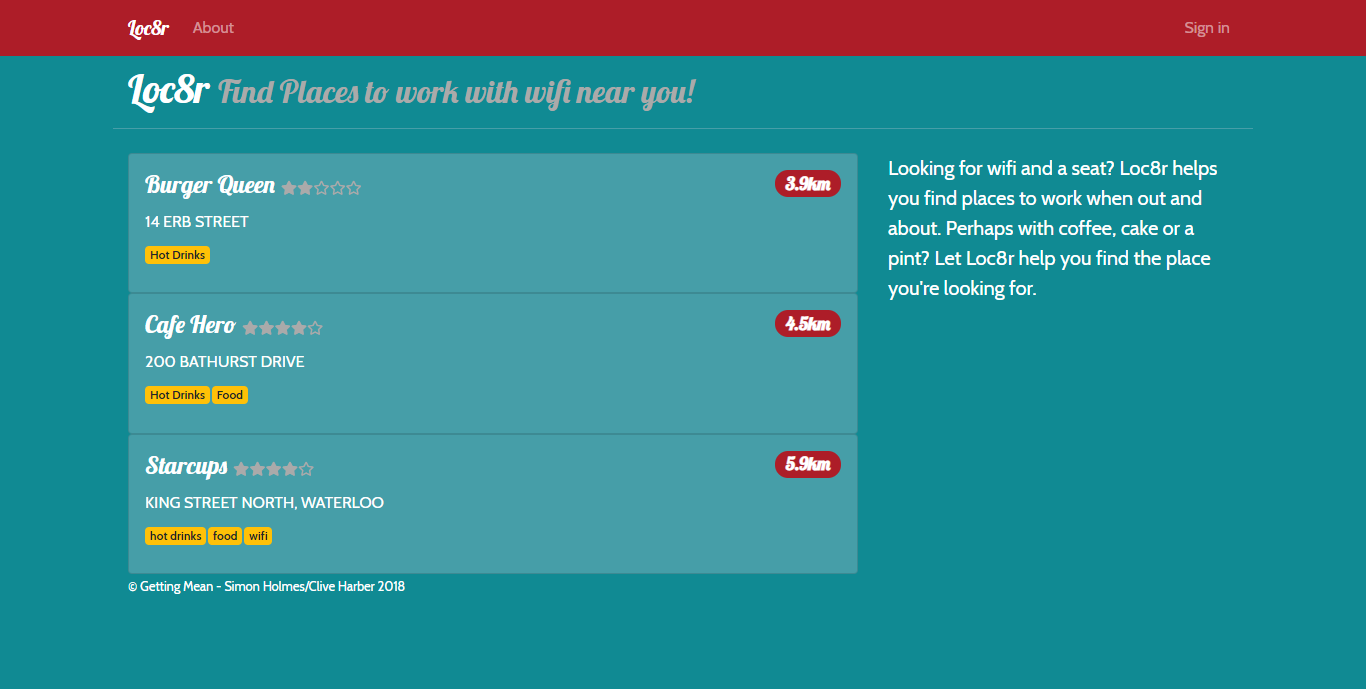 Loc8r About Sign in
Loc8r Find Places to work with wifi near you!
Burger Queen 3.9km
14 ERB STREET
Hot Drinks
Cafe Hero 4.5km
200 BATHURST DRIVE
Hot Drinks Food
Starcups 5.9km
KING STREET NORTH, WATERLOO
hot drinks food wifi
Looking for wifi and a seat? Loc8r helps
you find places to work when out and
about. Perhaps with coffee, cake or a
pint? Let Loc8r help you find the place
you're looking for.
© Getting Mean - Simon Holmes/Clive Harber 2018